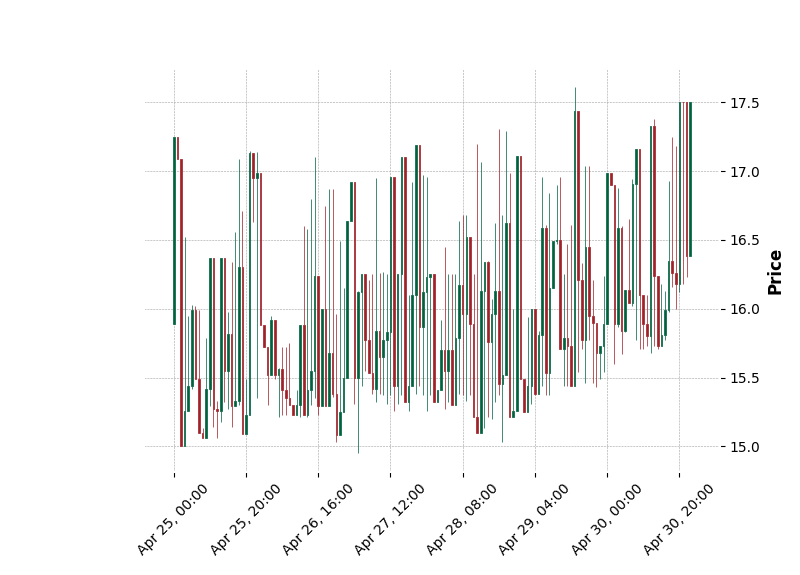 17.5
17.0
16.5
16.0
15.5
15.0
Price
Apr 25, 00:00
Apr 25, 20:00
Apr 26, 16:00
Apr 27, 12:00
Apr 28, 08:00
Apr 29, 04:00
Apr 30, 00:00
Apr 30, 20:00